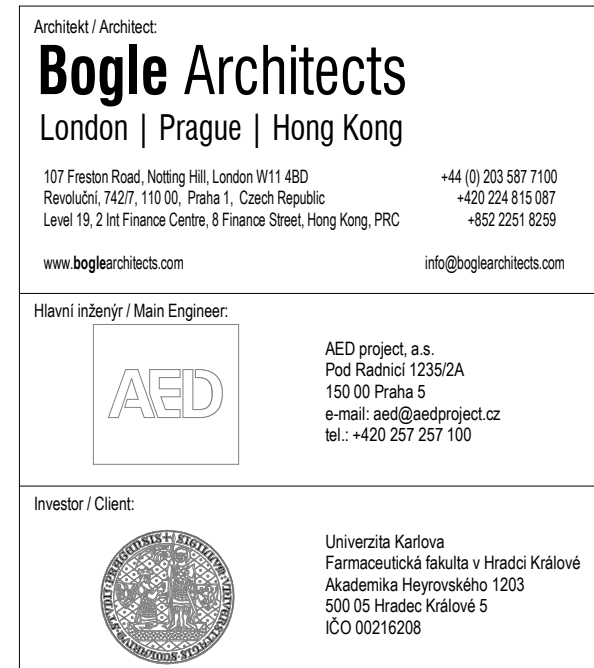 Architekt / Architect:
Bogle Architects
London | Prague | Hong Kong
107 Freston Road, Notting Hill, London W11 4BD +44 (0) 203 587 7100
Revoluční, 742/7, 110 00, Praha 1, Czech Republic +420 224 815 087
Level 19, 2 Int Finance Centre, 8 Finance Street, Hong Kong, PRC +852 2251 8259
www.boglearchitects.com info@boglearchitects.com
Hlavní inženýr / Main Engineer:
AED
AED project, a.s.
Pod Radnicí 1235/2A
150 00 Praha 5
e-mail: aed@aedproject.cz
tel.: +420 257 257 100
Investor / Client:
Univerzita Karlova
Farmaceutická fakulta v Hradci Králové
Akademika Heyrovského 1203
500 05 Hradec Králové 5
IČO 00216208